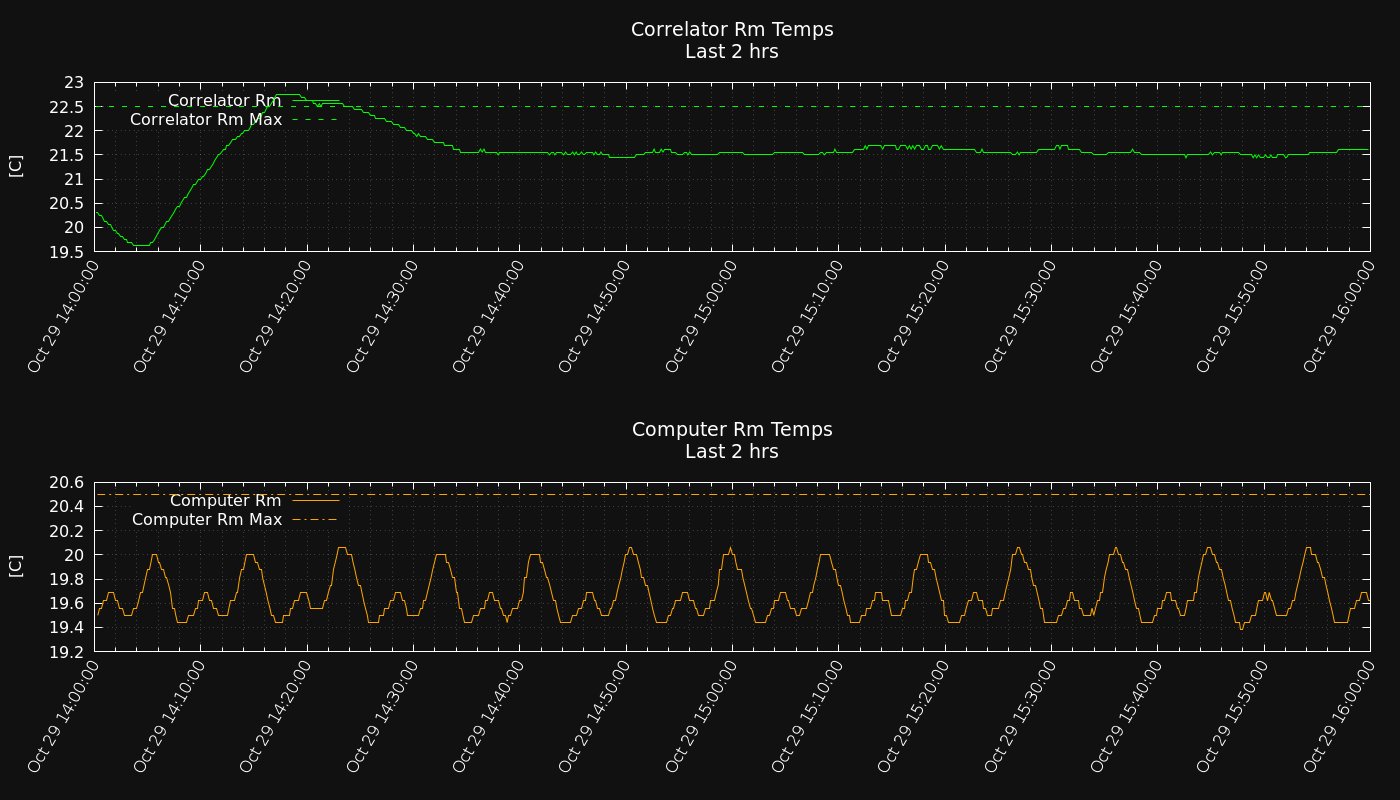 Correlator Rm Temps
Last 2 hrs
[C]
23
22.5
22
21.5
21
20.5
20
19.5
Correlator Rm
Correlator Rm Max
Oct 29 14:00:00
Oct 29 14:10:00
Oct 29 14:20:00
Oct 29 14:30:00
Oct 29 14:40:00
Oct 29 14:50:00
Oct 29 15:00:00
Oct 29 15:10:00
Oct 29 15:20:00
Oct 29 15:30:00
Oct 29 15:40:00
Oct 29 15:50:00
Oct 29 16:00:00
Computer Rm Temps
Last 2 hrs
[C]
20.6
20.4
20.2
20
19.8
19.6
19.4
19.2
Computer Rm
Computer Rm Max
Oct 29 14:00:00
Oct 29 14:10:00
Oct 29 14:20:00
Oct 29 14:30:00
Oct 29 14:40:00
Oct 29 14:50:00
Oct 29 15:00:00
Oct 29 15:10:00
Oct 29 15:20:00
Oct 29 15:30:00
Oct 29 15:40:00
Oct 29 15:50:00
Oct 29 16:00:00